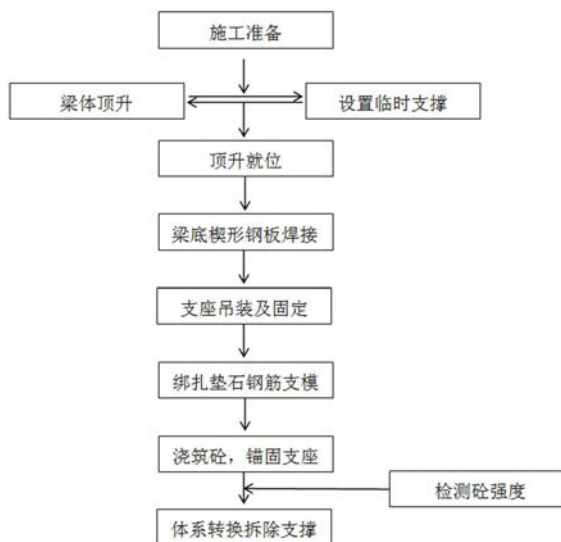 施工准备
梁体顶升
设置临时支撑
顶升就位
梁底楔形钢板焊接
支座吊装及固定
绑扎垫石钢筋支模
浇筑砼，锚固支座
检测砼强度
体系转换拆除支撑